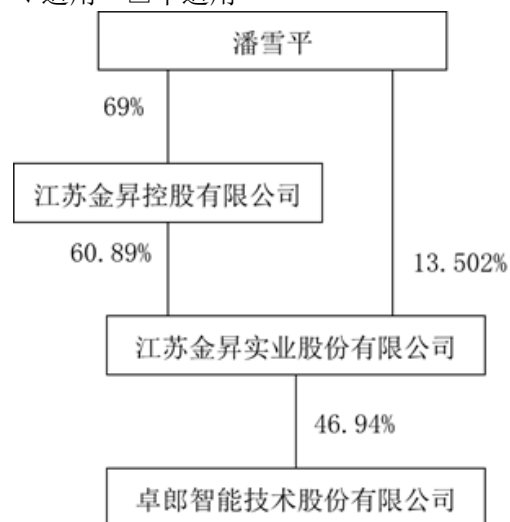 潘雪平
69%
江苏金昇控股有限公司
60.89%
13.502%
江苏金昇实业股份有限公司
46.94%
卓郎智能技术股份有限公司